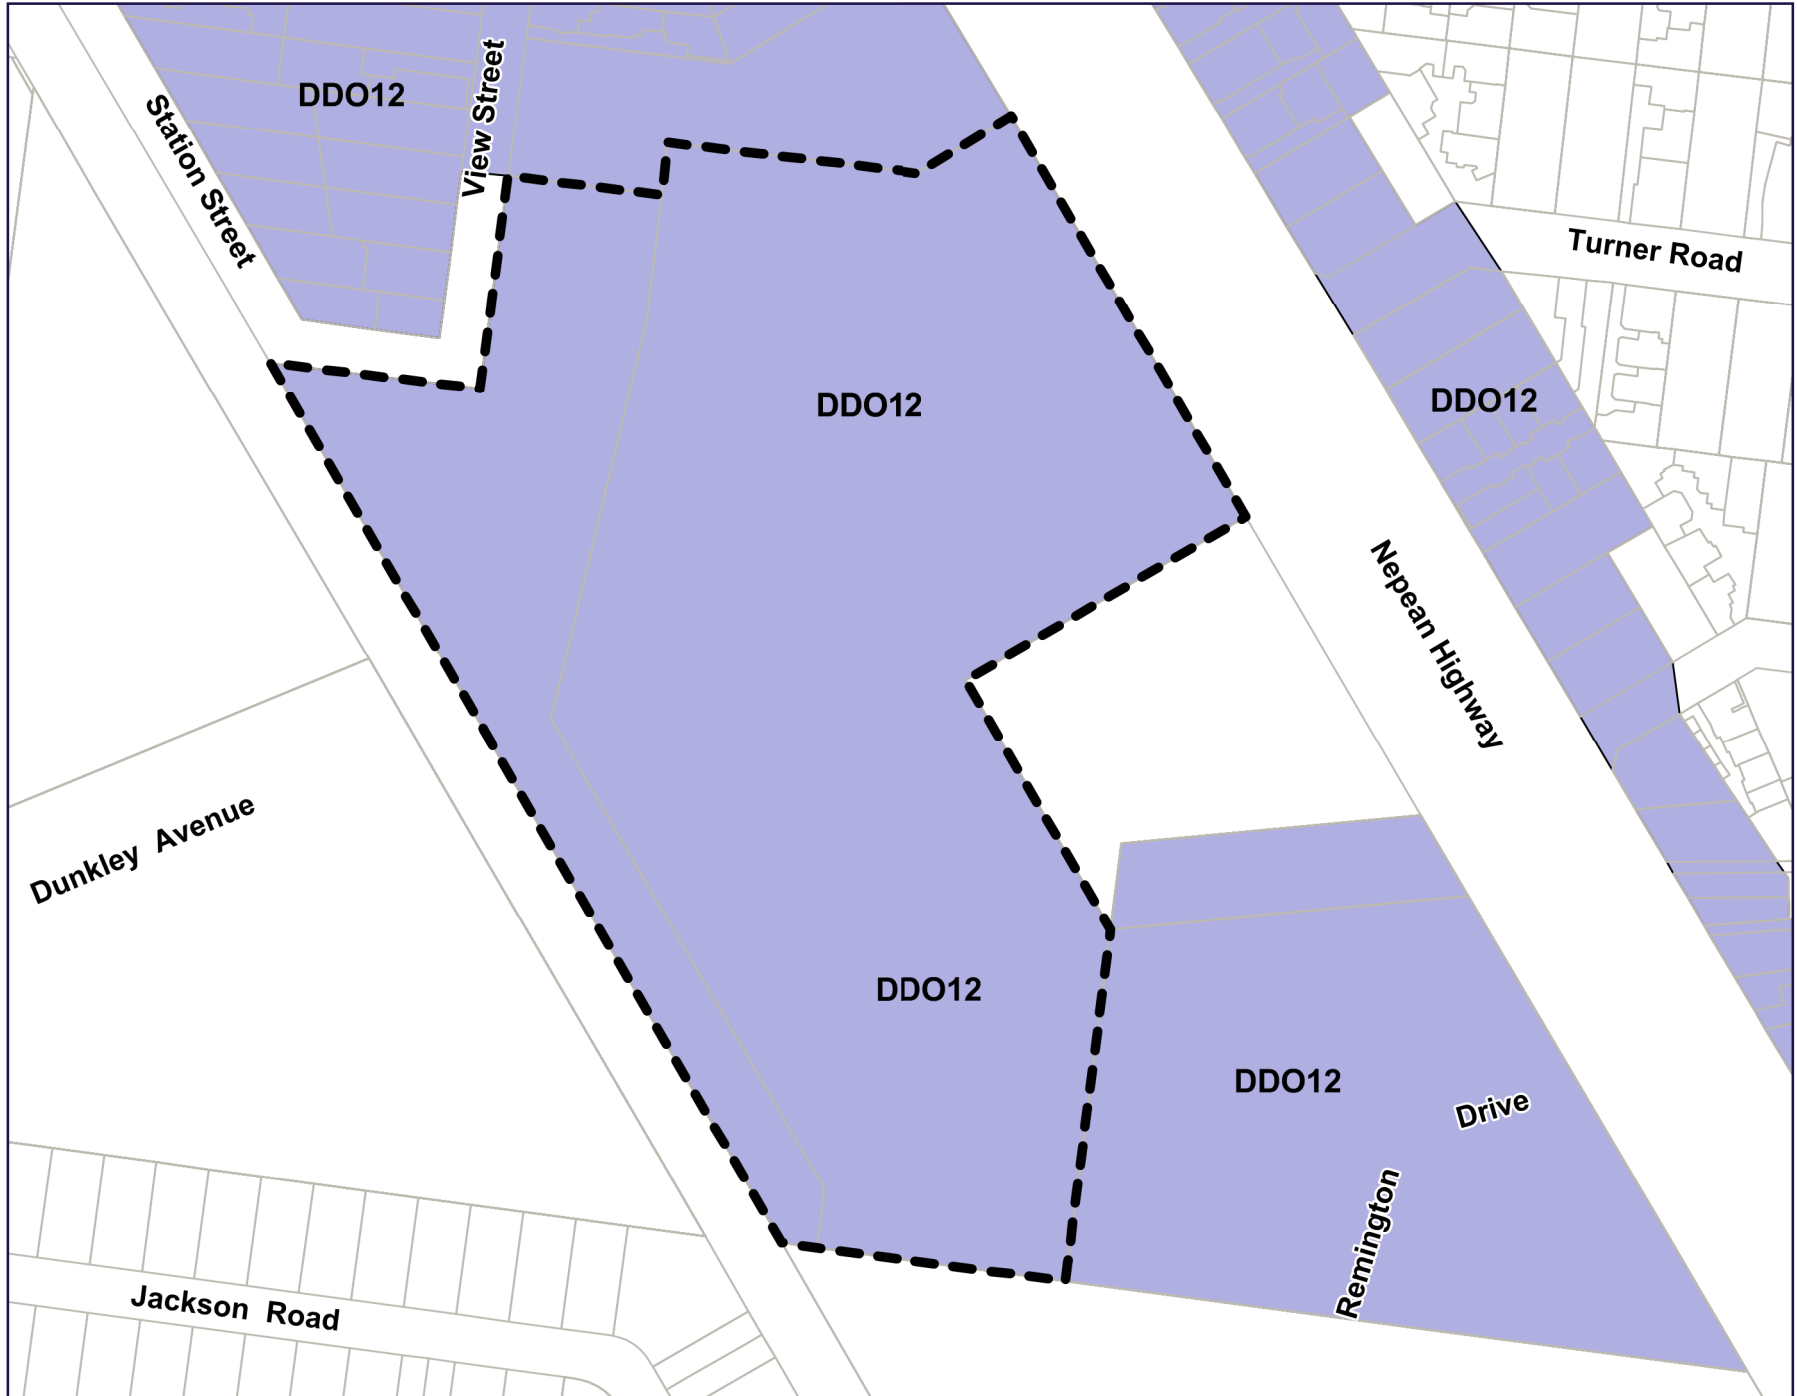 DDO12
View Street
Station Street
Turner Road
DDO12
DDO12
Nepean Highway
Dunkley Avenue
DDO12
DDO12
Drive
Remington
Jackson Road